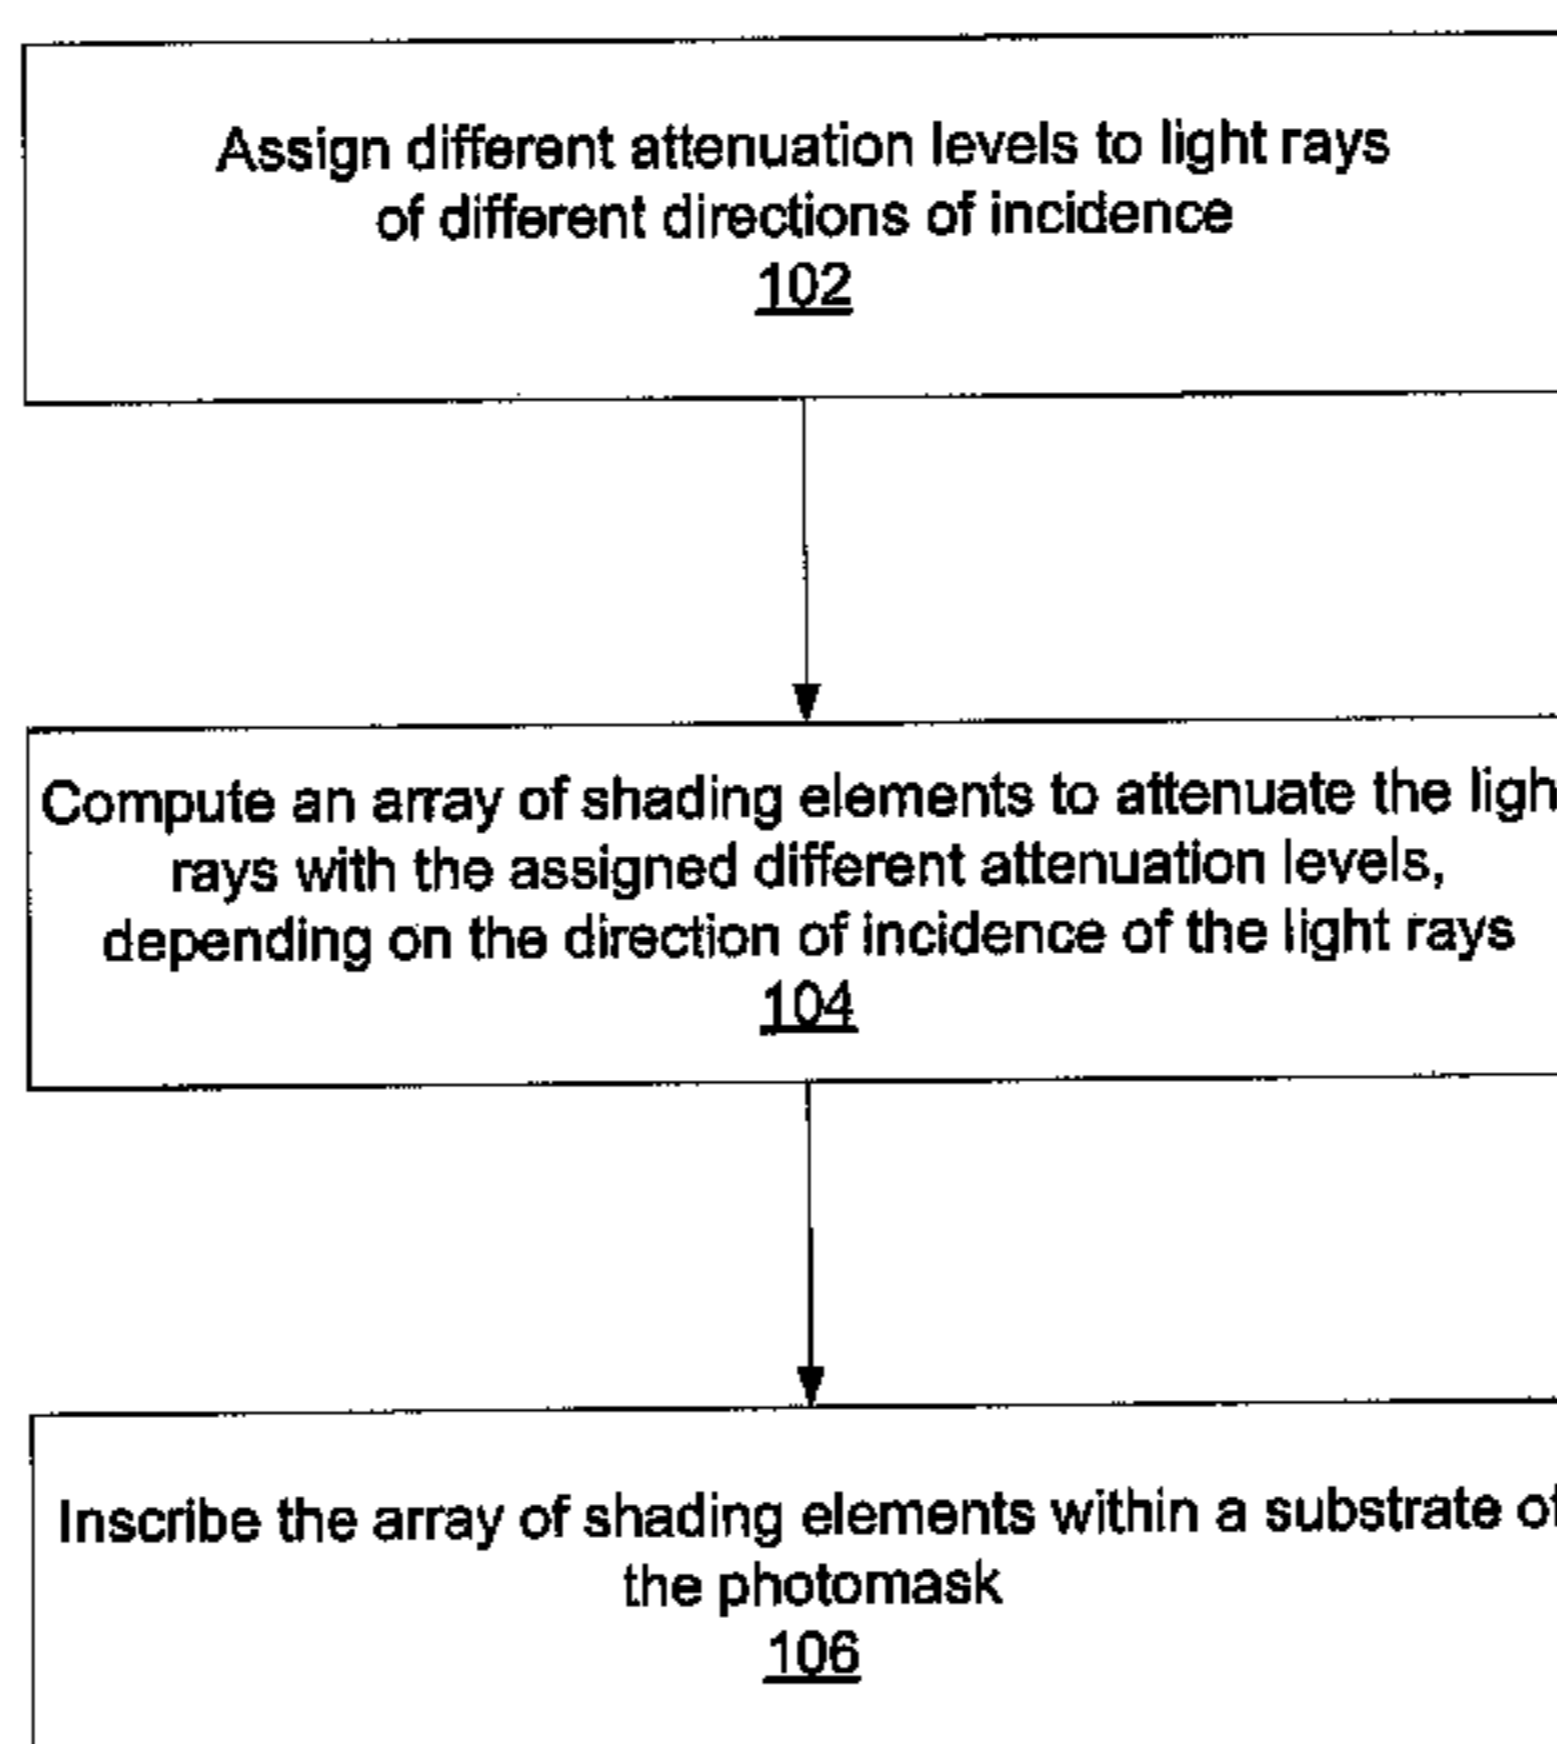 Assign different attenuation levels to light rays
of different directions of incidence
102
Compute an array of shading elements to attenuate the ligh
rays with the assigned different attenuation levels,
depending on the direction of incidence of the light rays
104
Inscribe the array of shading elements within a substrate of
the photomask
106